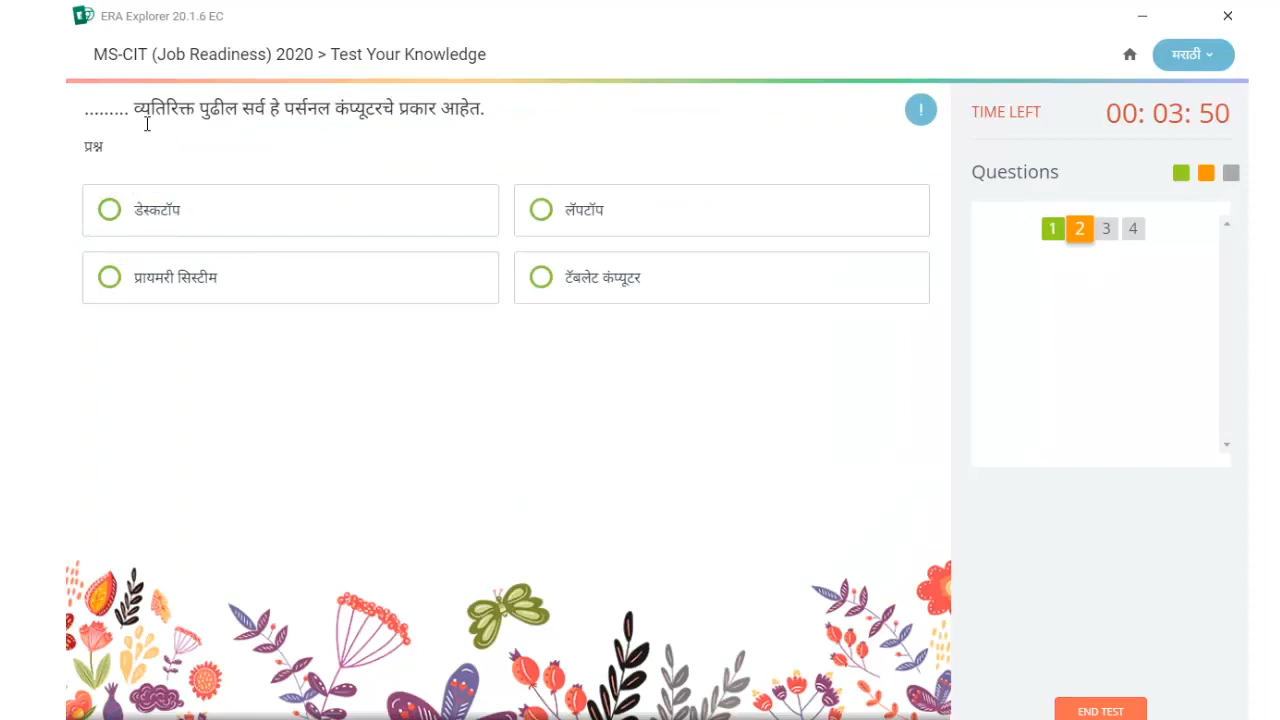 ERA Explorer 20.1.6 EC
MS-CIT (Job Readiness) 2020 > Test Your Knowledge
मराठी
......... व्यतिरिक्त पुढील सर्व हे पर्सनल कंप्यूटरचे प्रकार आहेत.
!
प्रश्न
डेस्कटॉप
लॅपटॉप
प्रायमरी सिस्टीम
टॅबलेट कंप्यूटर
TIME LEFT
00: 03: 50
Questions
1 2 3 4
END TEST